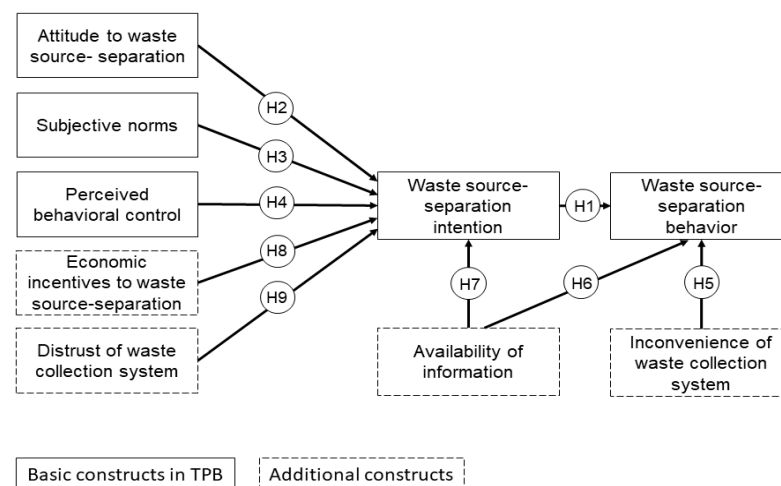 Attitude to waste
source- separation
H2
Subjective norms
H3
Perceived
behavioral control
H4
Waste source-
separation
intention
H1
Waste source-
separation
behavior
Economic
incentives to waste
source-separation
H8
H9
H7
H6
H5
Distrust of waste
collection system
Availability of
information
Inconvenience of
waste collection
system
Basic constructs in TPB
Additional constructs